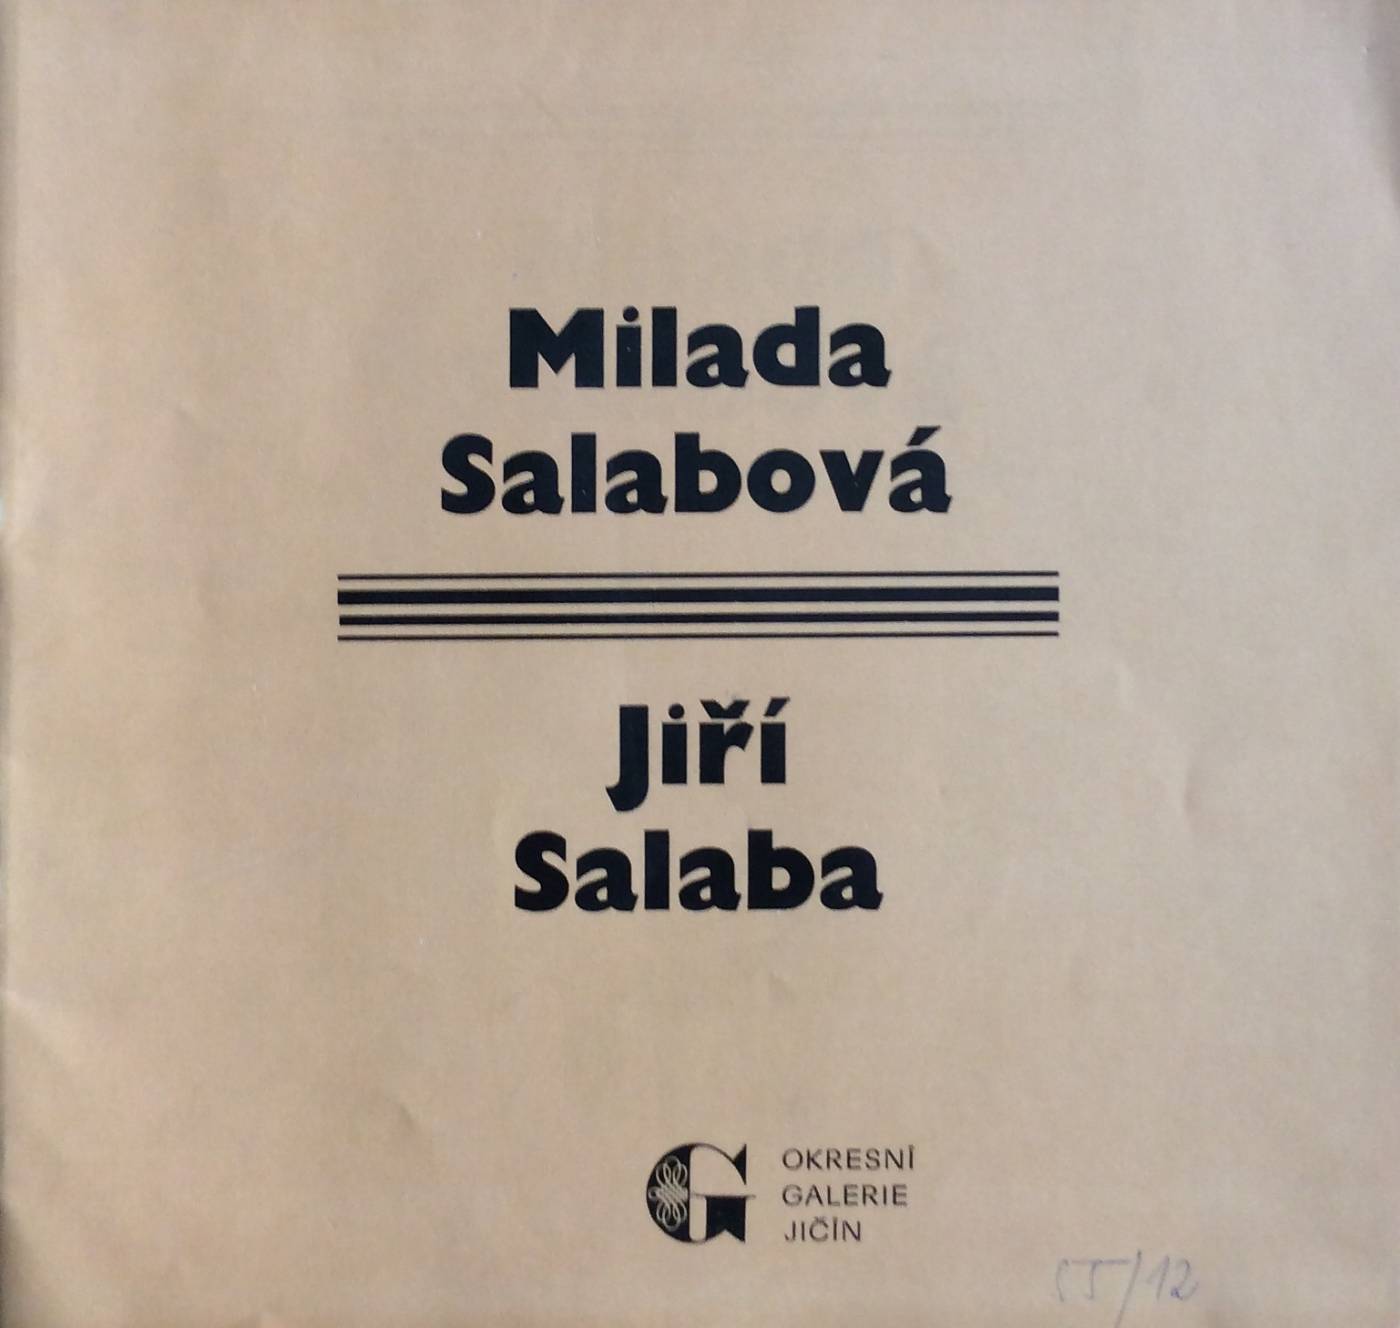 Milada
Salabová
Jiří
Salaba
G
OKRESNÍ
GALERIE
JIČÍN